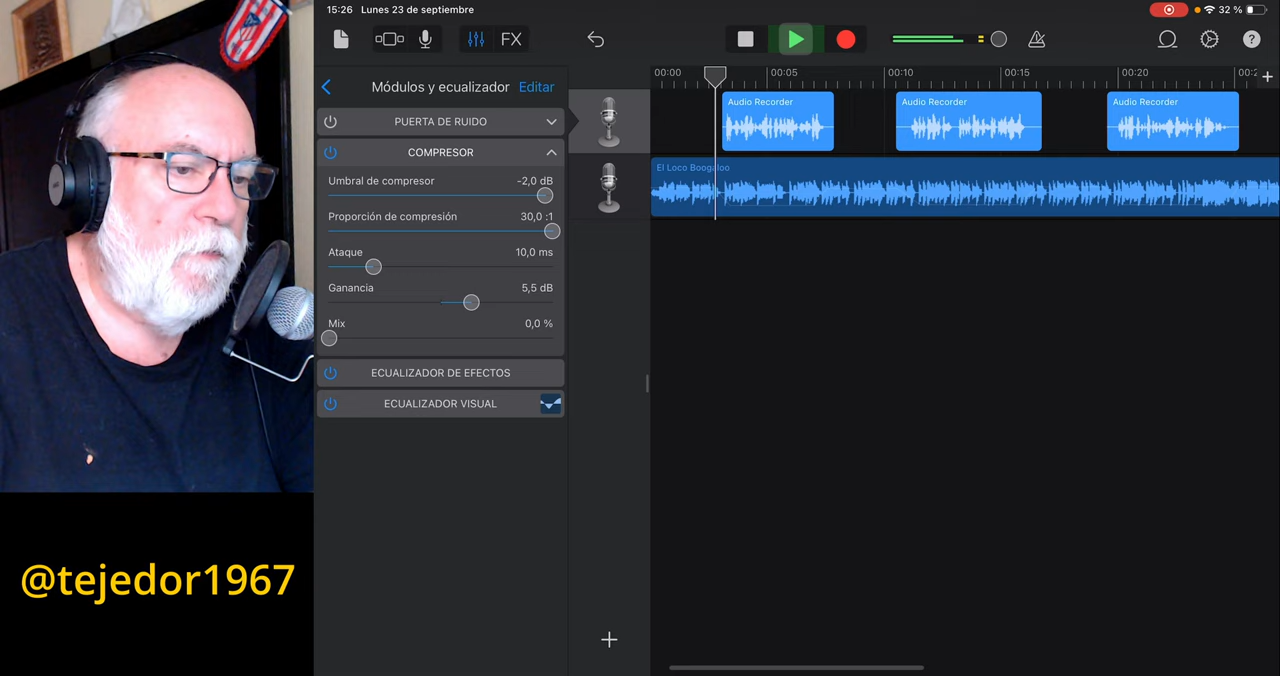 15:26 Lunes 23 de septiembre
32 %
FX
?
Módulos y ecualizador Editar
PUERTA DE RUIDO
COMPRESOR
Umbral de compresor -2,0 dB
Proporción de compresión 30,0 :1
Ataque 10,0 ms
Ganancia 5,5 dB
Mix 0,0 %
ECUALIZADOR DE EFECTOS
ECUALIZADOR VISUAL
00:00 00:05 00:10 00:15 00:20
Audio Recorder Audio Recorder Audio Recorder
El Loco Boogaloo
@tejedor1967